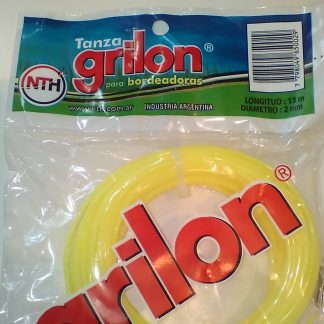 Tanza
grilon®
para bordeadoras
NTH
INDUSTRIA ARGENTINA
LONGITUD : 15 m
DIAMETRO : 2 mm
grilon®